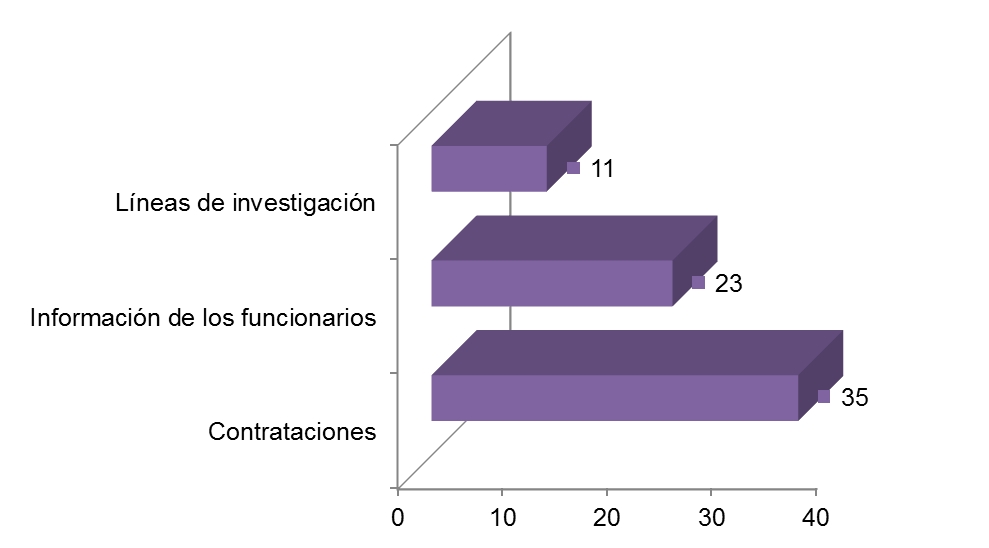 11
Líneas de investigación
23
Información de los funcionarios
35
Contrataciones
0 10 20 30 40